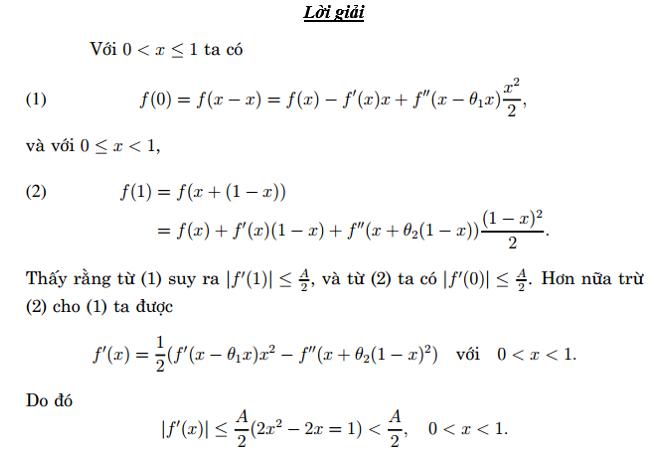 Lời giải
Với 0 < x ≤ 1 ta có
(1) f(0) = f(x − x) = f(x) − f′(x)x + f″(x − θ₁x)x²/2,
và với 0 ≤ x < 1,
(2) f(1) = f(x + (1 − x))
= f(x) + f′(x)(1 − x) + f″(x + θ₂(1 − x))(1 − x)²/2.
Thấy rằng từ (1) suy ra |f′(1)| ≤ A/2, và từ (2) ta có |f′(0)| ≤ A/2. Hơn nữa trừ
(2) cho (1) ta được
f′(x) = 1/2(f′(x − θ₁x)x² − f″(x + θ₂(1 − x)²) với 0 < x < 1.
Do đó
|f′(x)| ≤ A/2(2x² − 2x = 1) < A/2, 0 < x < 1.